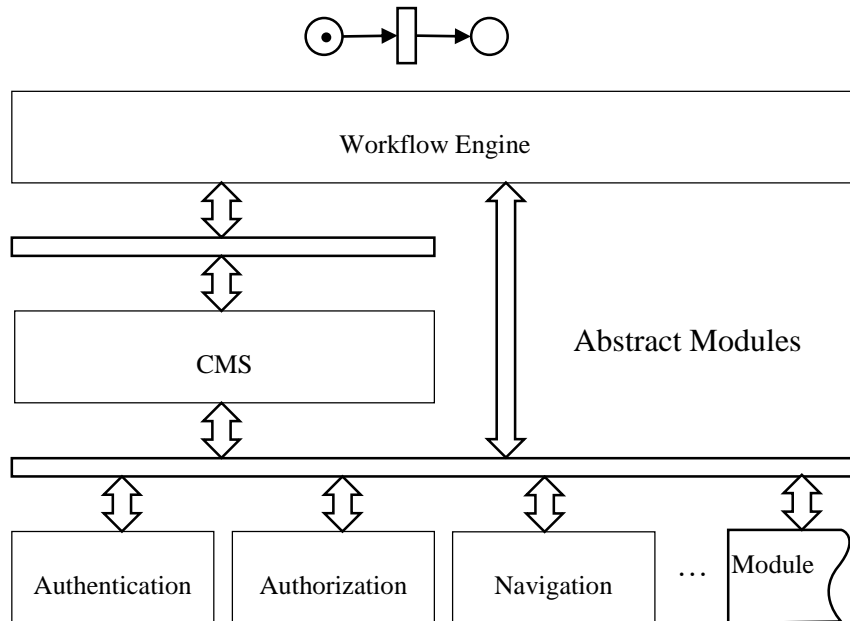 Workflow Engine
Abstract Modules
CMS
Authentication
Authorization
Navigation
…
Module